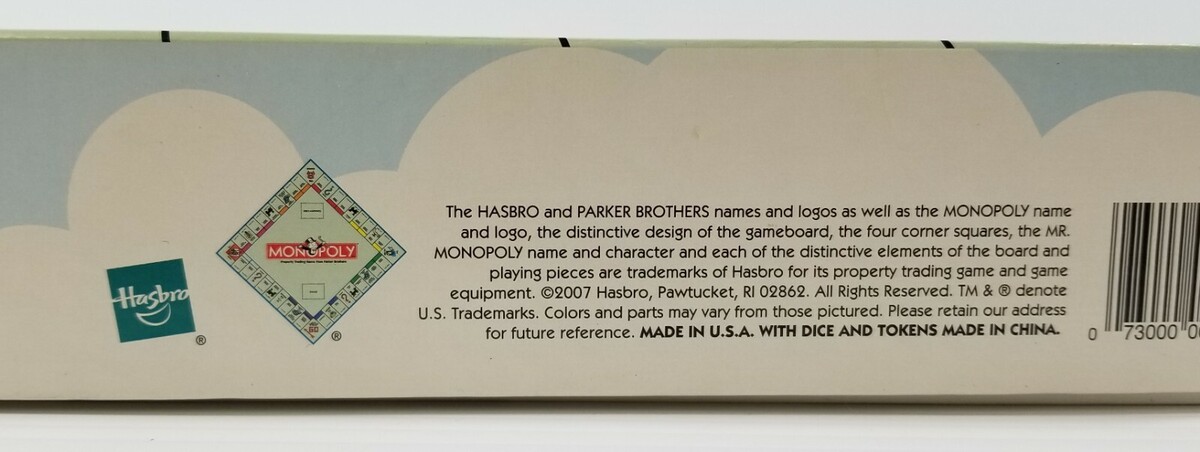 Hasbro
®
MONOPOLY
®
The HASBRO and PARKER BROTHERS names and logos as well as the MONOPOLY name
and logo, the distinctive design of the gameboard, the four corner squares, the MR.
MONOPOLY name and character and each of the distinctive elements of the board and
playing pieces are trademarks of Hasbro for its property trading game and game
equipment. ©2007 Hasbro, Pawtucket, RI 02862. All Rights Reserved. TM & ® denote
U.S. Trademarks. Colors and parts may vary from those pictured. Please retain our address
for future reference. MADE IN U.S.A. WITH DICE AND TOKENS MADE IN CHINA.
0 73000